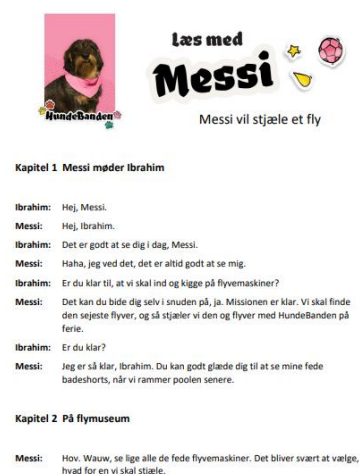 Læs med
Messi
HundeBanden
Messi vil stjæle et fly
Kapitel 1 Messi møder Ibrahim
Ibrahim: Hej, Messi.
Messi: Hej, Ibrahim.
Ibrahim: Det er godt at se dig i dag, Messi.
Messi: Haha, jeg ved det, det er altid godt at se mig.
Ibrahim: Er du klar til, at vi skal ind og kigge på flyvemaskiner?
Messi: Det kan du bide dig selv i snuden på, ja. Missionen er klar. Vi skal finde
den sejeste flyver, og så stjæler vi den og flyver med HundeBanden på
ferie.
Ibrahim: Er du klar?
Messi: Jeg er så klar, Ibrahim. Du kan godt glæde dig til at se mine fede
badeshorts, når vi rammer poolen senere.
Kapitel 2 På flymuseum
Messi: Hov. Wauw, se lige alle de fede flyvemaskiner. Det bliver svært at vælge,
hvad for en vi skal stjæle.